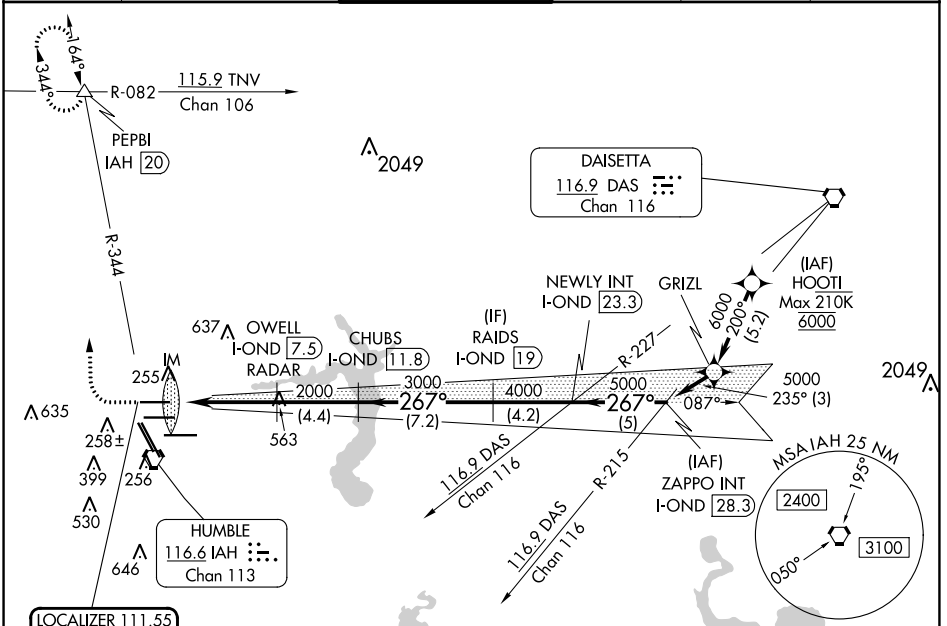 164°
344°
R-082
115.9 TNV
Chan 106
PEPBI
IAH 20
R-344
2049
DAISETTA
116.9 DAS
Chan 116
(IAF)
HOOTI
Max 210K
6000
6000
200°
(5.2)
GRIZL
NEWLY INT
I-OND 23.3
(IF)
RAIDS
I-OND 19
CHUBS
I-OND 11.8
637
OWELL
I-OND 7.5
RADAR
R-227
IM
255
2000
(4.4)
3000
267°
(7.2)
4000
(4.2)
5000
267°
(5)
087°
5000
235° (3)
2049
563
635
258±
399
256
530
646
HUMBLE
116.6 IAH
Chan 113
116.9 DAS
Chan 116
R-215
116.9 DAS
Chan 116
(IAF)
ZAPPO INT
I-OND 28.3
MSA IAH 25 NM
195°
2400
3100
050°
LOCALIZER 111.55